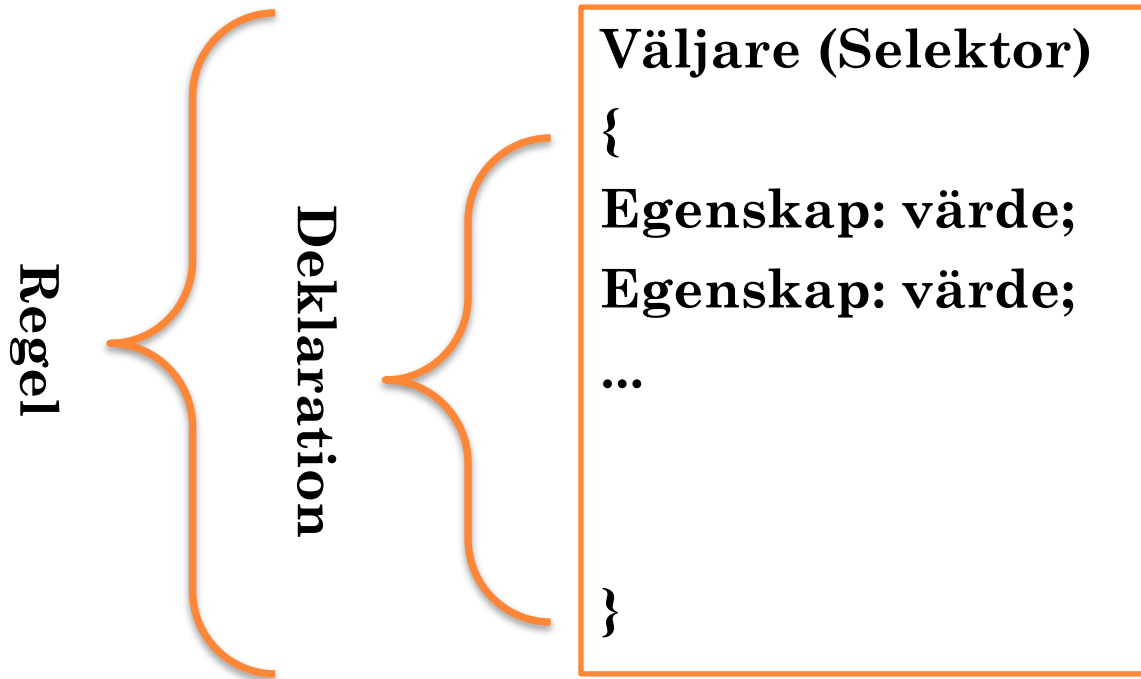 Regel
Deklaration
Väljare (Selektor)
{
Egenskap: värde;
Egenskap: värde;
...
}